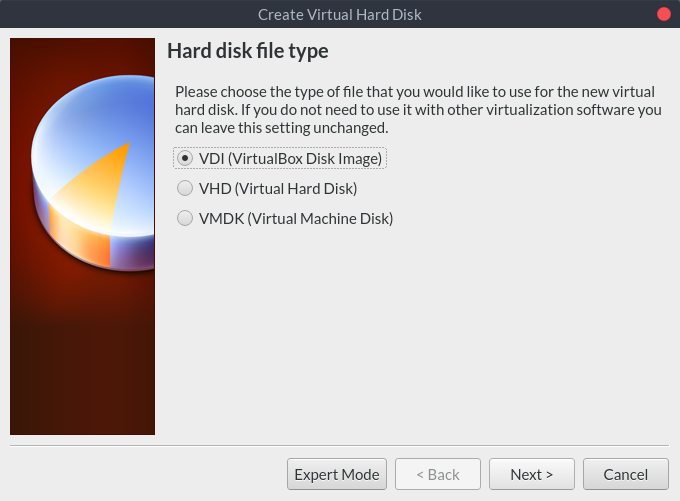 Create Virtual Hard Disk
Hard disk file type
Please choose the type of file that you would like to use for the new virtual
hard disk. If you do not need to use it with other virtualization software you
can leave this setting unchanged.
VDI (VirtualBox Disk Image)
VHD (Virtual Hard Disk)
VMDK (Virtual Machine Disk)
Expert Mode
< Back
Next >
Cancel